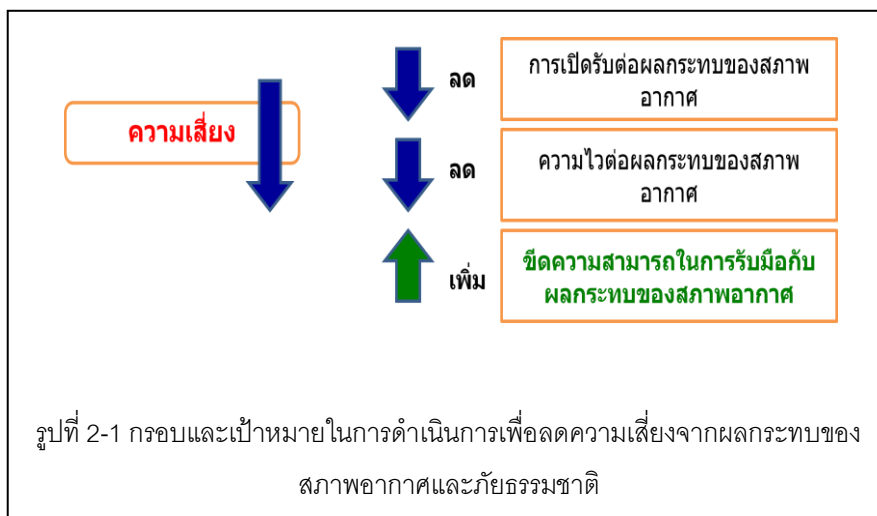 ความเสี่ยง
ลด
การเปิดรับต่อผลกระทบของสภาพ
อากาศ
ลด
ความไวต่อผลกระทบของสภาพ
อากาศ
เพิ่ม
ขีดความสามารถในการรับมือกับ
ผลกระทบของสภาพอากาศ
รูปที่ 2-1 กรอบและเป้าหมายในการดำเนินการเพื่อลดความเสี่ยงจากผลกระทบของ
สภาพอากาศและภัยธรรมชาติ